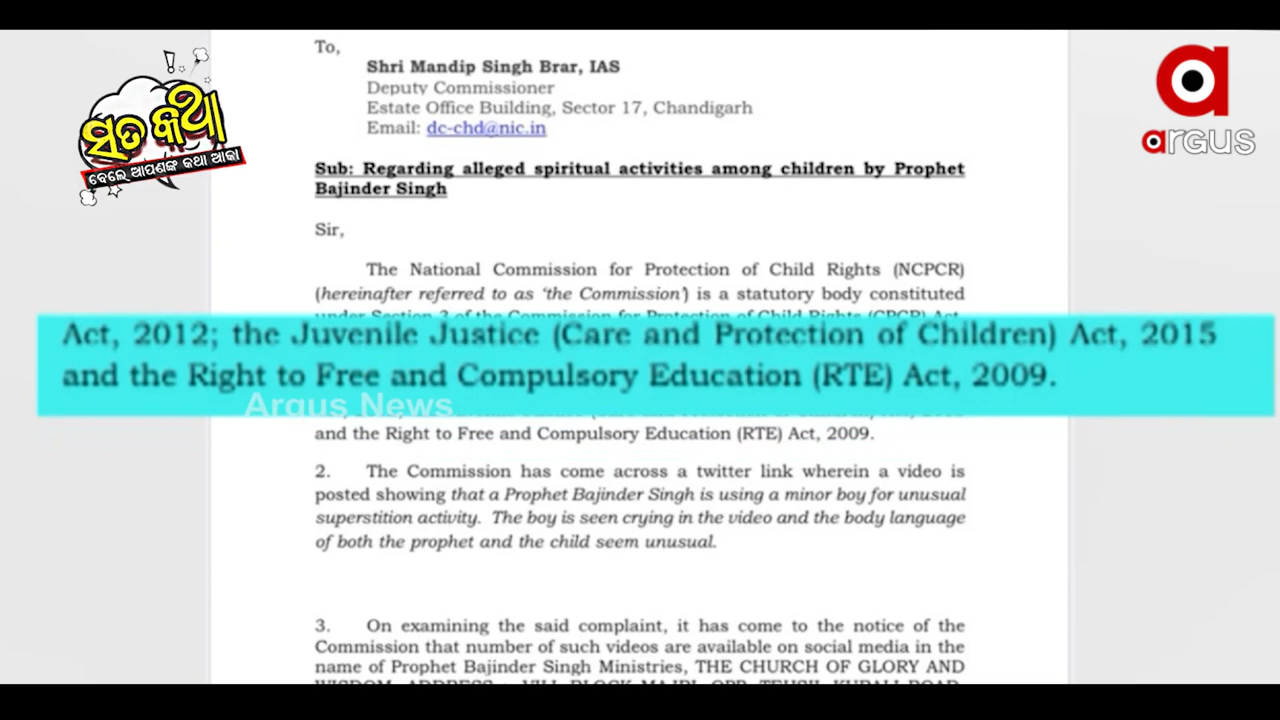 To,
Shri Mandip Singh Brar, IAS
Deputy Commissioner
Estate Office Building, Sector 17, Chandigarh
Email: dc-chd@nic.in
ସତ କଥା
ବେଲେ ଆପଣଙ୍କ କଥା ଆକା
argus
Sub: Regarding alleged spiritual activities among children by Prophet
Bajinder Singh
Sir,
The National Commission for Protection of Child Rights (NCPCR)
(hereinafter referred to as 'the Commission') is a statutory body constituted
Act, 2012; the Juvenile Justice (Care and Protection of Children) Act, 2015
and the Right to Free and Compulsory Education (RTE) Act, 2009.
Argus News
and the Right to Free and Compulsory Education (RTE) Act, 2009.
2. The Commission has come across a twitter link wherein a video is
posted showing that a Prophet Bajinder Singh is using a minor boy for unusual
superstition activity. The boy is seen crying in the video and the body language
of both the prophet and the child seem unusual.
3. On examining the said complaint, it has come to the notice of the
Commission that number of such videos are available on social media in the
name of Prophet Bajinder Singh Ministries, THE CHURCH OF GLORY AND